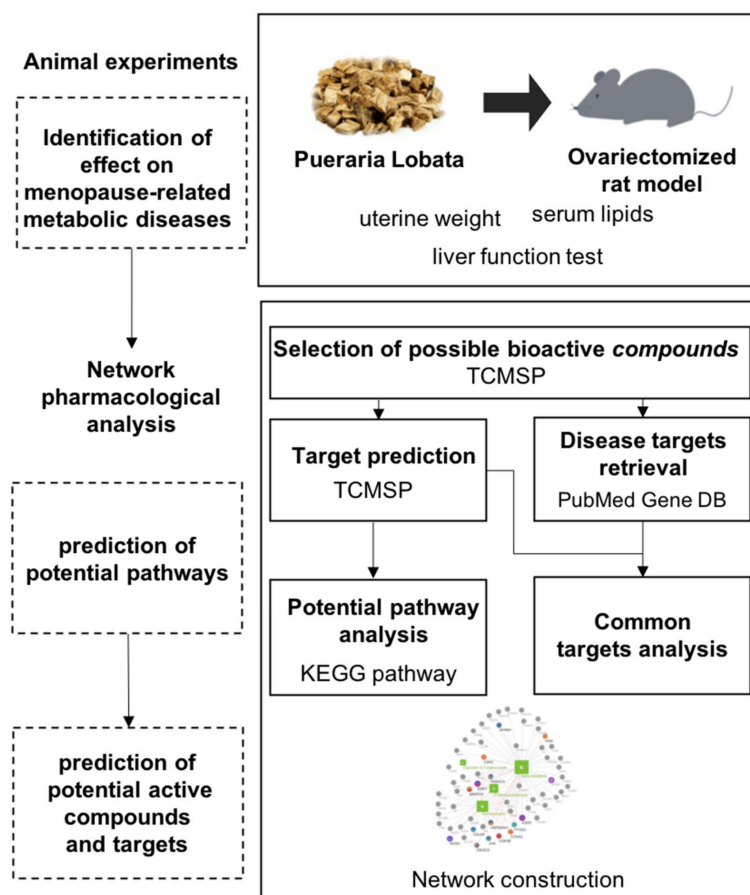 Animal experiments
Identification of
effect on
menopause-related
metabolic diseases
Network
pharmacological
analysis
prediction of
potential pathways
prediction of
potential active
compounds
and targets
Pueraria Lobata
Ovariectomized
rat model
uterine weight
serum lipids
liver function test
Selection of possible bioactive compounds
TCMSP
Target prediction
TCMSP
Disease targets
retrieval
PubMed Gene DB
Potential pathway
analysis
KEGG pathway
Common
targets analysis
Network construction